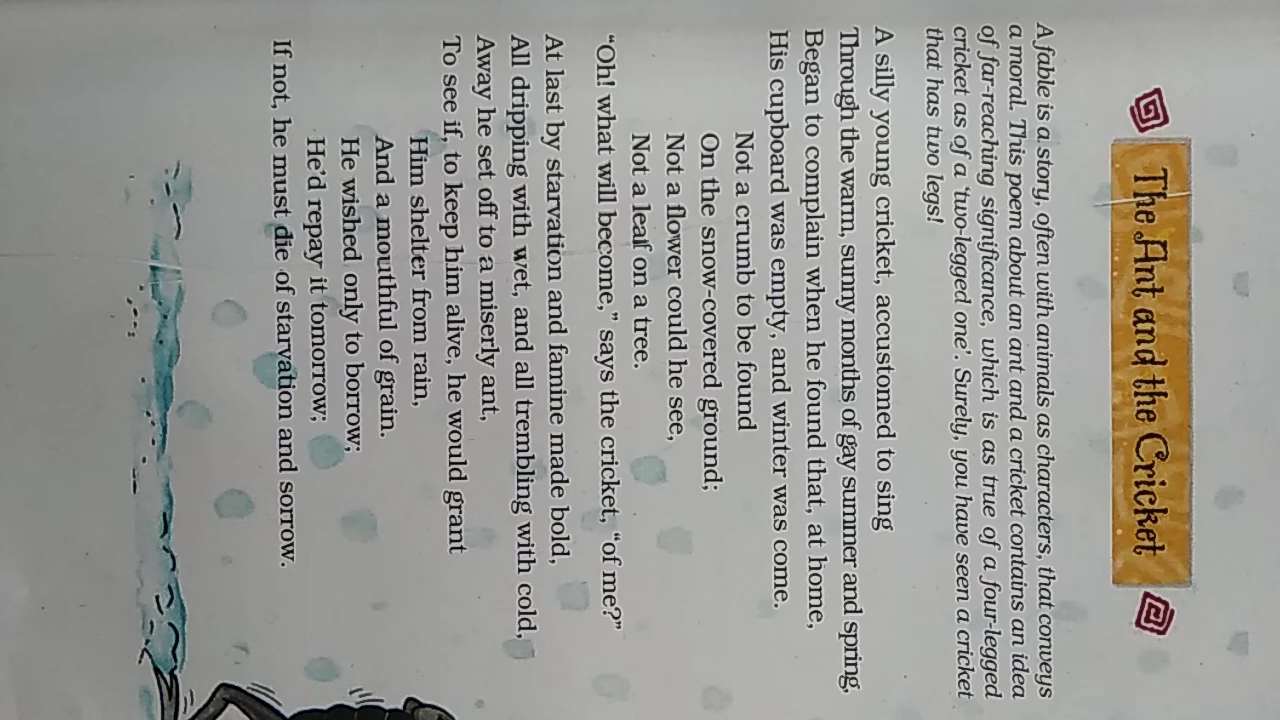 The Ant and the Cricket
A fable is a story, often with animals as characters, that conveys
a moral. This poem about an ant and a cricket contains an idea
of far-reaching significance, which is as true of a four-legged
cricket as of a ‘two-legged one’. Surely, you have seen a cricket
that has two legs!
A silly young cricket, accustomed to sing
Through the warm, sunny months of gay summer and spring,
Began to complain when he found that, at home,
His cupboard was empty, and winter was come.
Not a crumb to be found
On the snow-covered ground;
Not a flower could he see,
Not a leaf on a tree.
“Oh! what will become,” says the cricket, “of me?”
At last by starvation and famine made bold,
All dripping with wet, and all trembling with cold,
Away he set off to a miserly ant,
To see if, to keep him alive, he would grant
Him shelter from rain,
And a mouthful of grain.
He wished only to borrow;
He’d repay it tomorrow;
If not, he must die of starvation and sorrow.